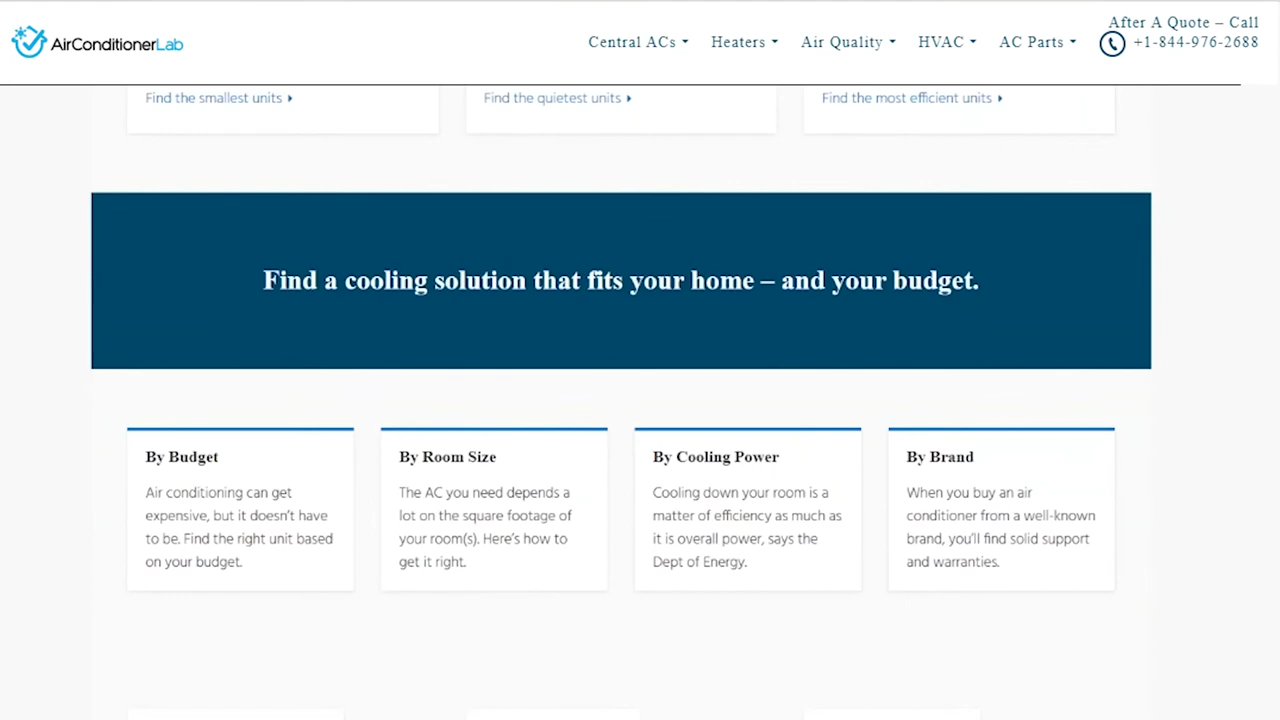 AirConditionerLab
Central ACs
Heaters
Air Quality
HVAC
AC Parts
After A Quote – Call
+1-844-976-2688
Find the smallest units
Find the quietest units
Find the most efficient units
Find a cooling solution that fits your home – and your budget.
By Budget
Air conditioning can get
expensive, but it doesn't have
to be. Find the right unit based
on your budget.
By Room Size
The AC you need depends a
lot on the square footage of
your room(s). Here's how to
get it right.
By Cooling Power
Cooling down your room is a
matter of efficiency as much as
it is overall power, says the
Dept of Energy.
By Brand
When you buy an air
conditioner from a well-known
brand, you'll find solid support
and warranties.